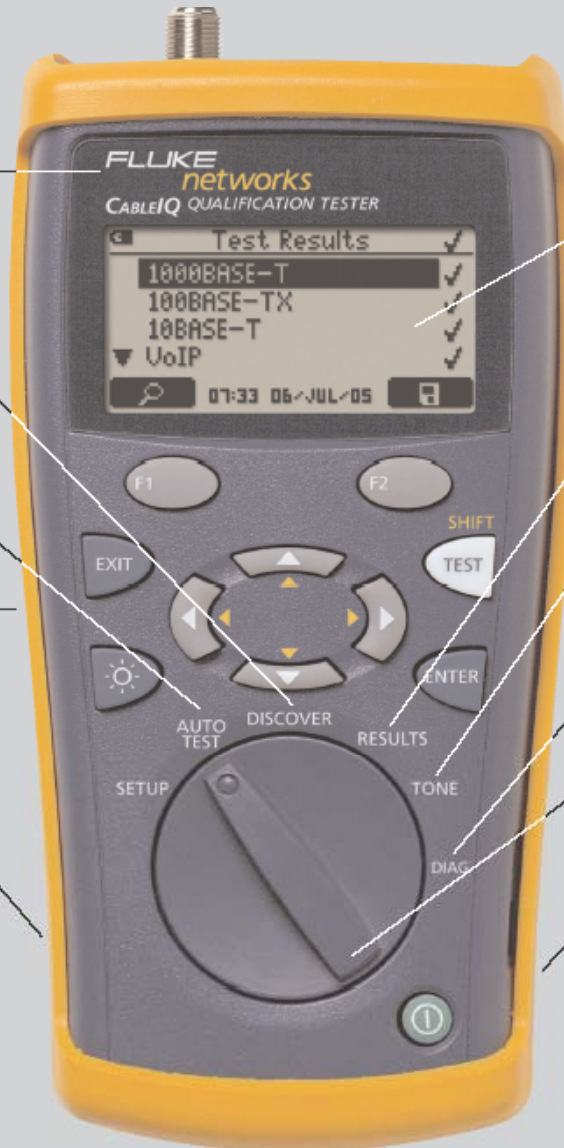 FLUKE
networks
CABLEIQ QUALIFICATION TESTER
Test Results
1000BASE-T
100BASE-TX
10BASE-T
VoIP
07:33 06/JUL/05
F1
F2
SHIFT
EXIT
TEST
ENTER
AUTO
TEST
DISCOVER
RESULTS
SETUP
TONE
DIAG